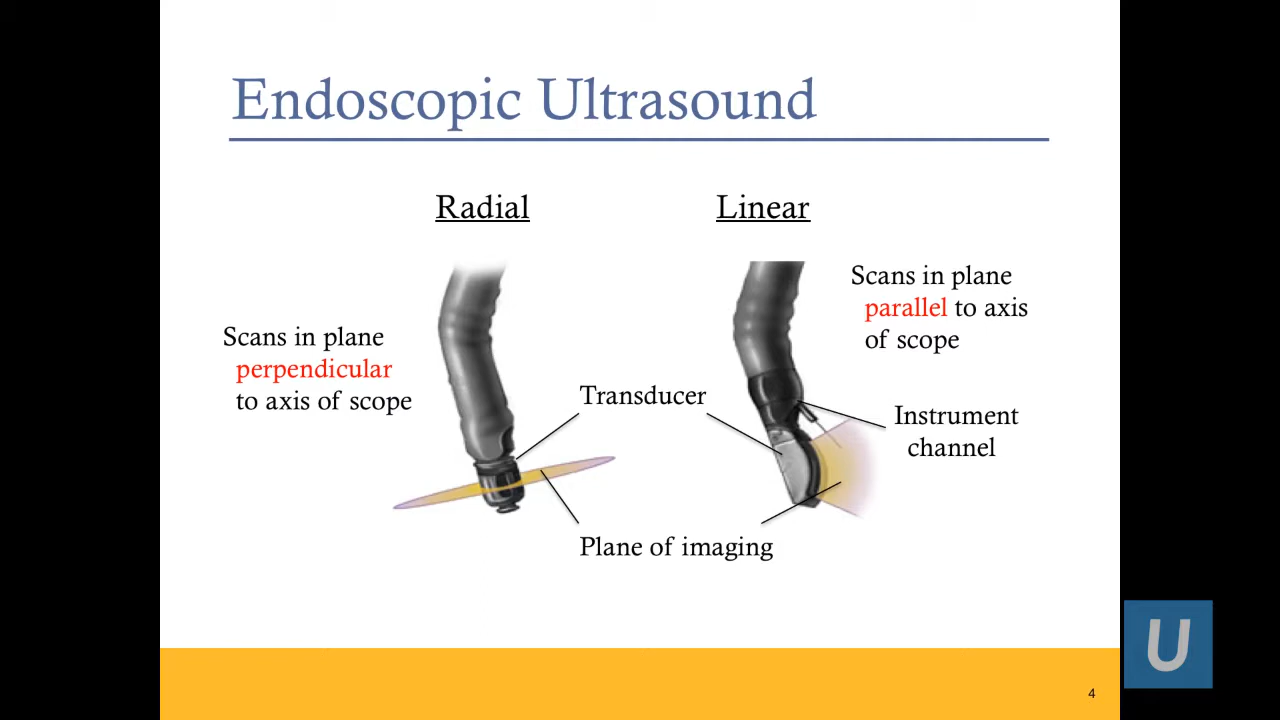 Endoscopic Ultrasound
Radial
Linear
Scans in plane
perpendicular
to axis of scope
Scans in plane
parallel to axis
of scope
Transducer
Instrument
channel
Plane of imaging
4
U